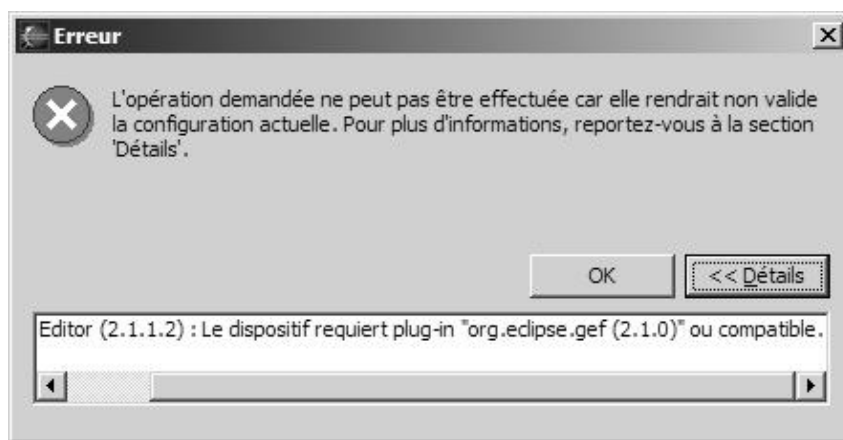 Erreur
L'opération demandée ne peut pas être effectuée car elle rendrait non valide
la configuration actuelle. Pour plus d'informations, reportez-vous à la section
'Détails'.
OK
<< Détails
Editor (2.1.1.2) : Le dispositif requiert plug-in "org.eclipse.gef (2.1.0)" ou compatible.